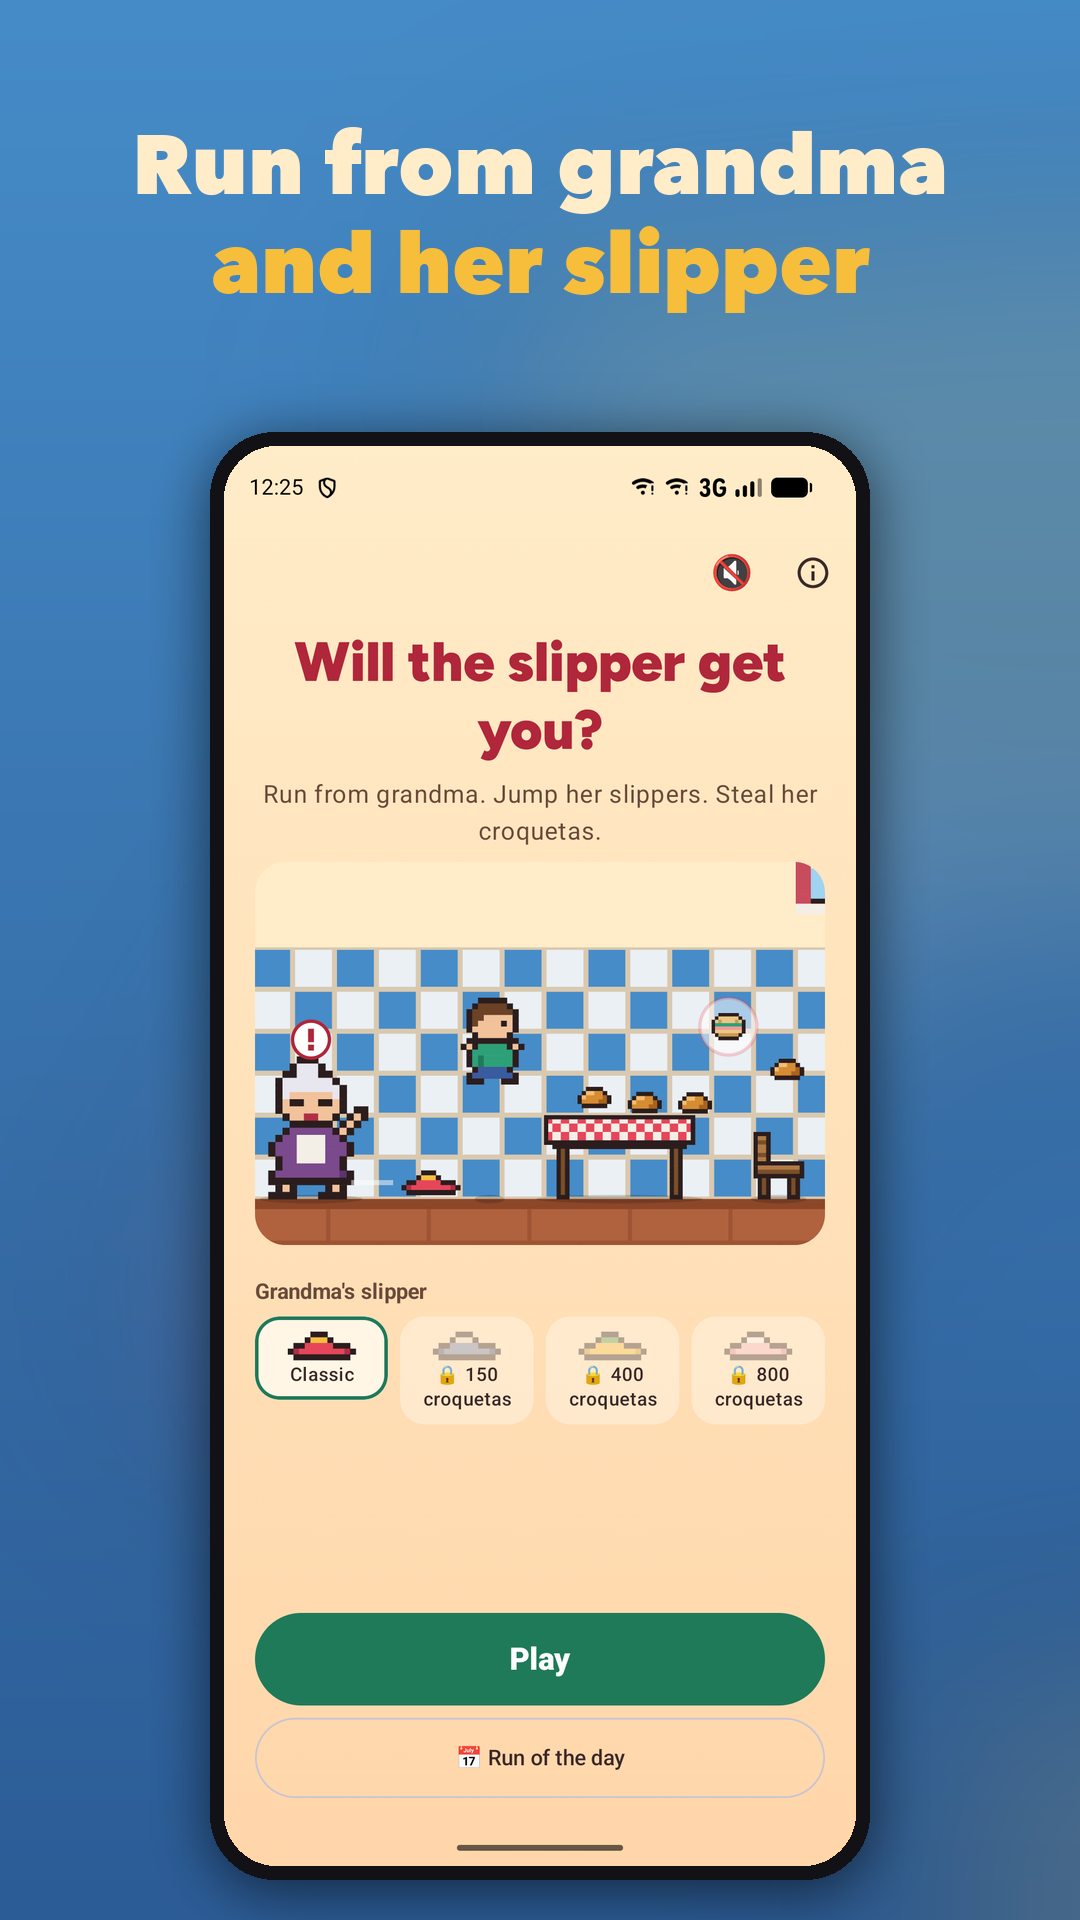 Run from grandma
and her slipper
12:25
3G
Will the slipper get
you?
Run from grandma. Jump her slippers. Steal her
croquetas.
!
Grandma's slipper
Classic
🔒 150
croquetas
🔒 400
croquetas
🔒 800
croquetas
Play
📅 Run of the day